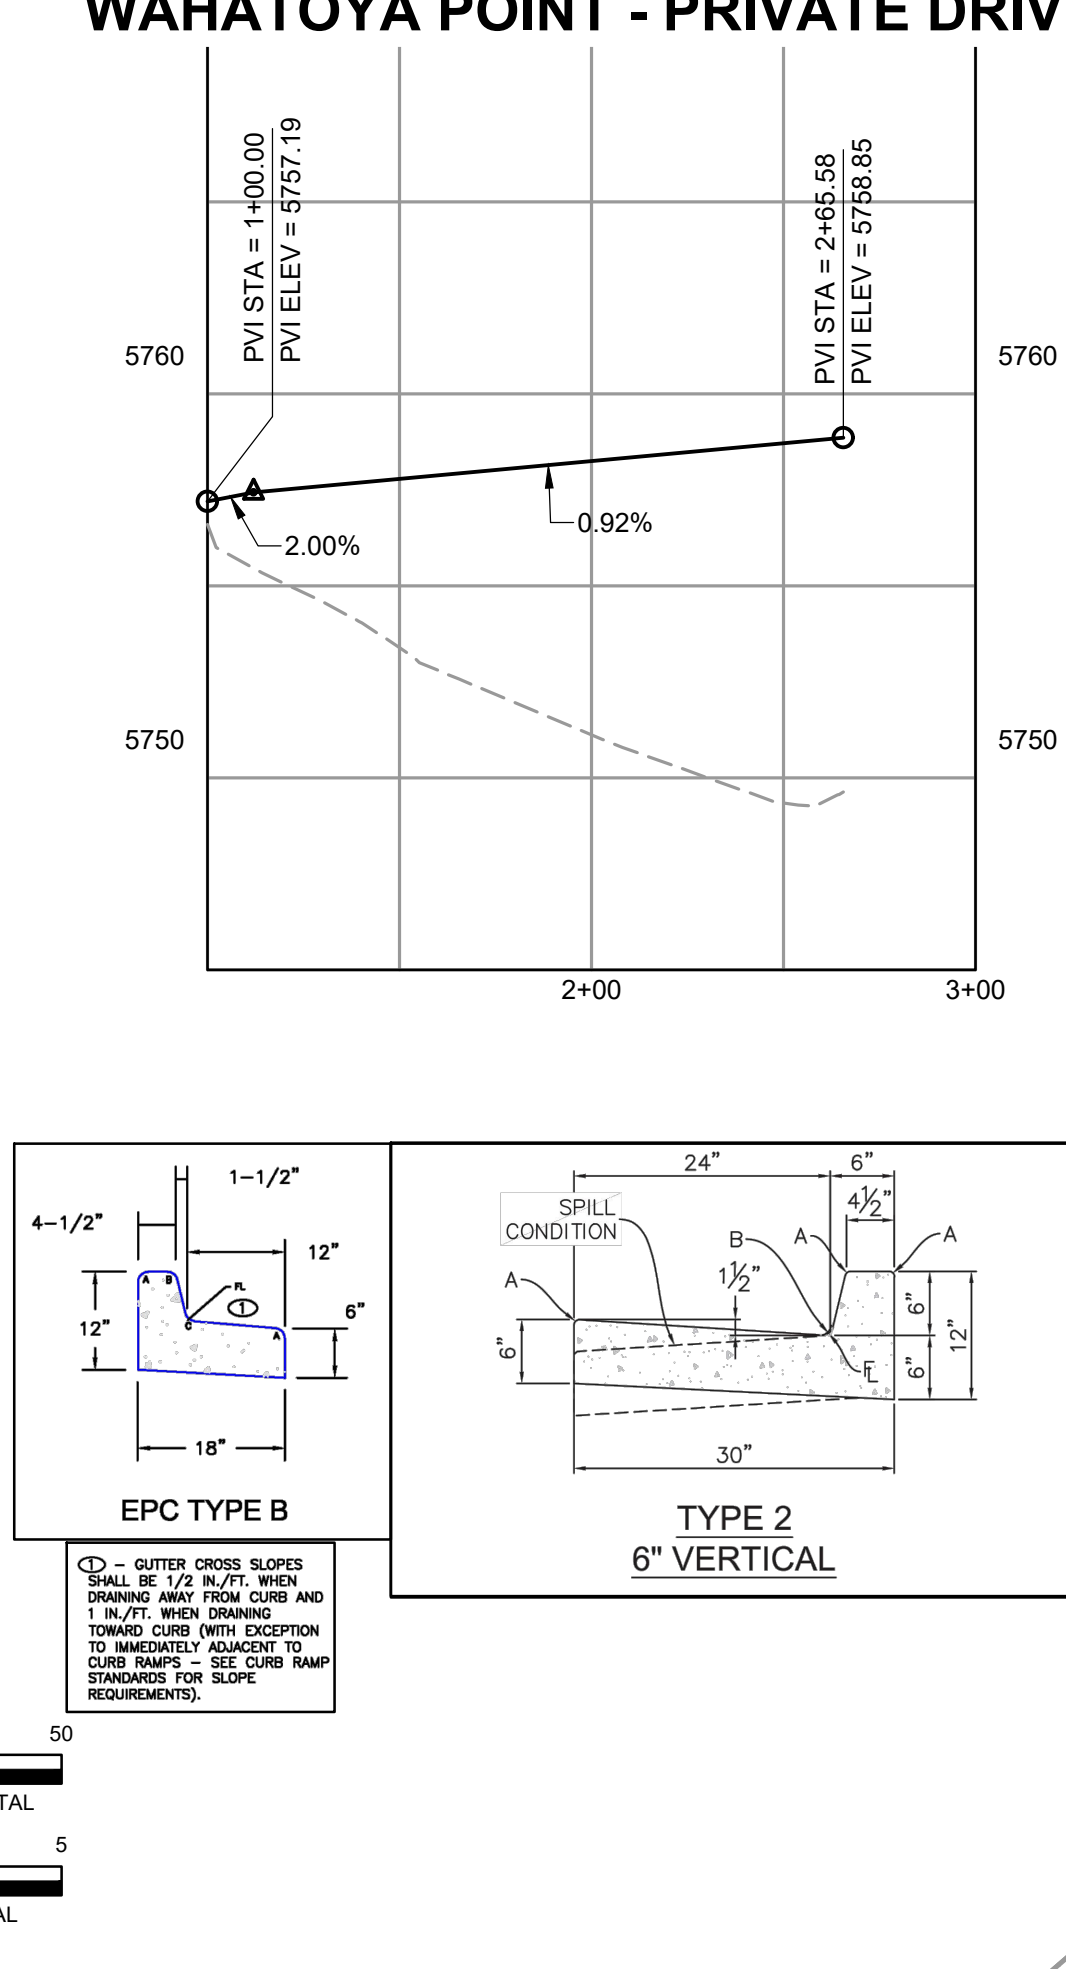 WAHATOYA POINT - PRIVATE DRIV
PVI STA = 1+00.00
PVI ELEV = 5757.19
PVI STA = 2+65.58
PVI ELEV = 5758.85
5760
5760
0.92%
2.00%
5750
5750
2+00
3+00
1-1/2"
4-1/2"
12"
FL
1
A
B
C
A
12"
6"
18"
EPC TYPE B
24"
6"
4½"
SPILL
CONDITION
B
A
A
A
1½"
6"
6"
6"
12"
FL
30"
TYPE 2
6" VERTICAL
1 – GUTTER CROSS SLOPES
SHALL BE 1/2 IN./FT. WHEN
DRAINING AWAY FROM CURB AND
1 IN./FT. WHEN DRAINING
TOWARD CURB (WITH EXCEPTION
TO IMMEDIATELY ADJACENT TO
CURB RAMPS – SEE CURB RAMP
STANDARDS FOR SLOPE
REQUIREMENTS).
50
TAL
5
AL